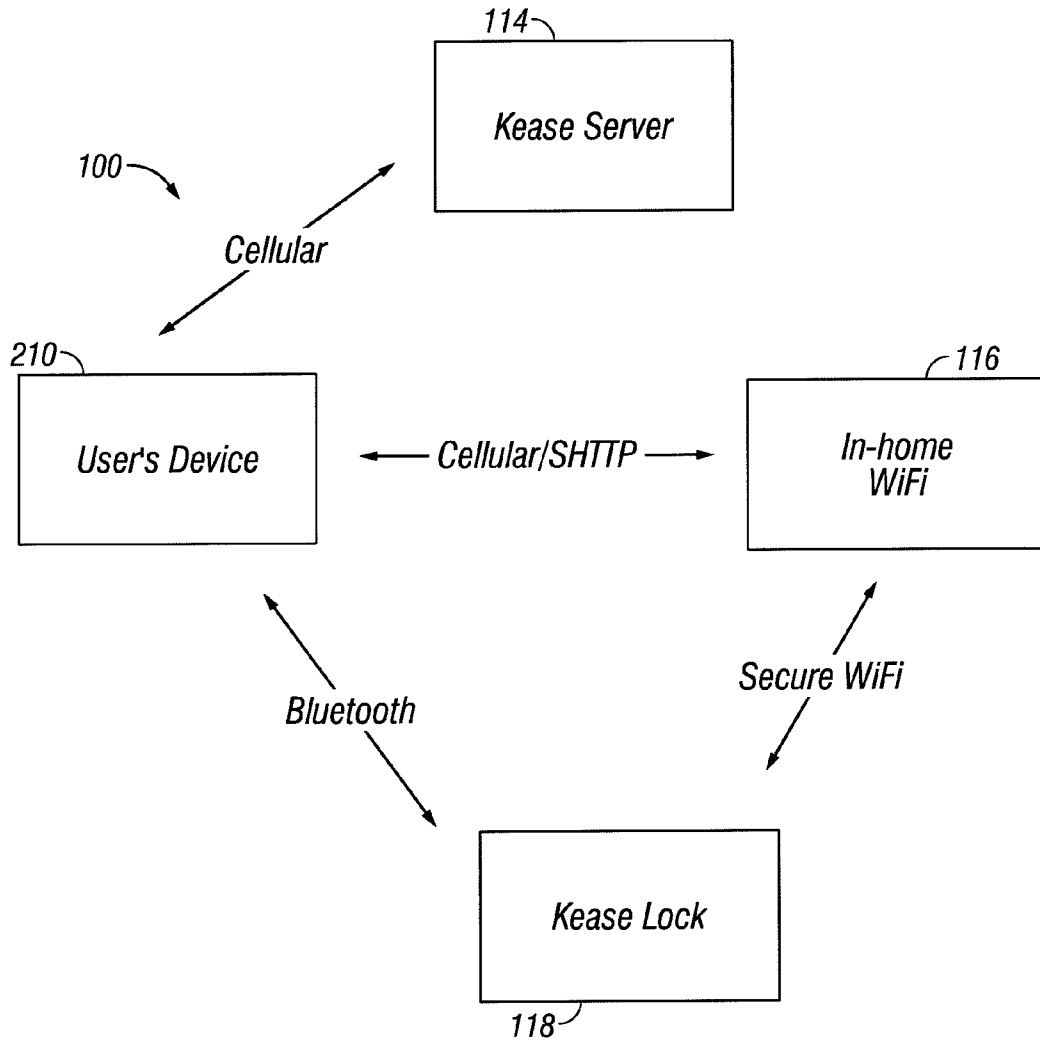 114
Kease Server
100
Cellular
210
116
User's Device
Cellular/SHTTP
In-home
WiFi
Secure WiFi
Bluetooth
Kease Lock
118